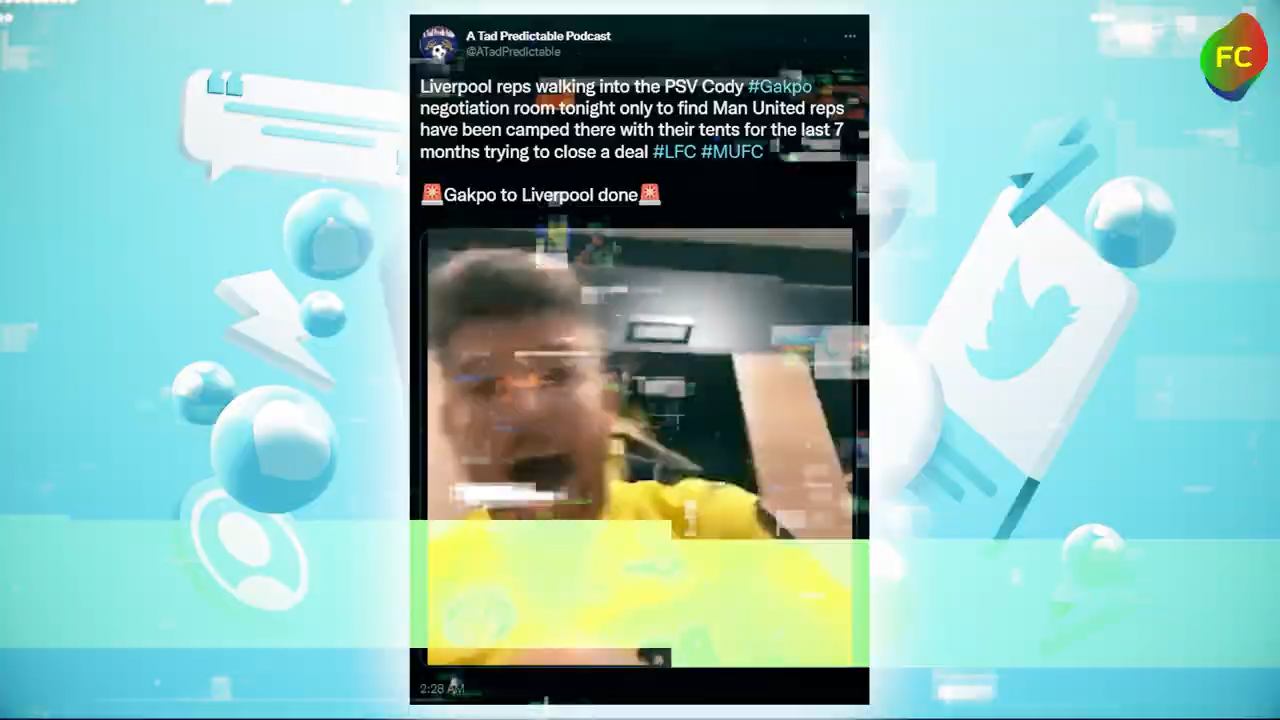 FC
A Tad Predictable Podcast
@ATadPredictable
Liverpool reps walking into the PSV Cody #Gakpo
negotiation room tonight only to find Man United reps
have been camped there with their tents for the last 7
months trying to close a deal #LFC #MUFC
🚨Gakpo to Liverpool done🚨
2:28 AM